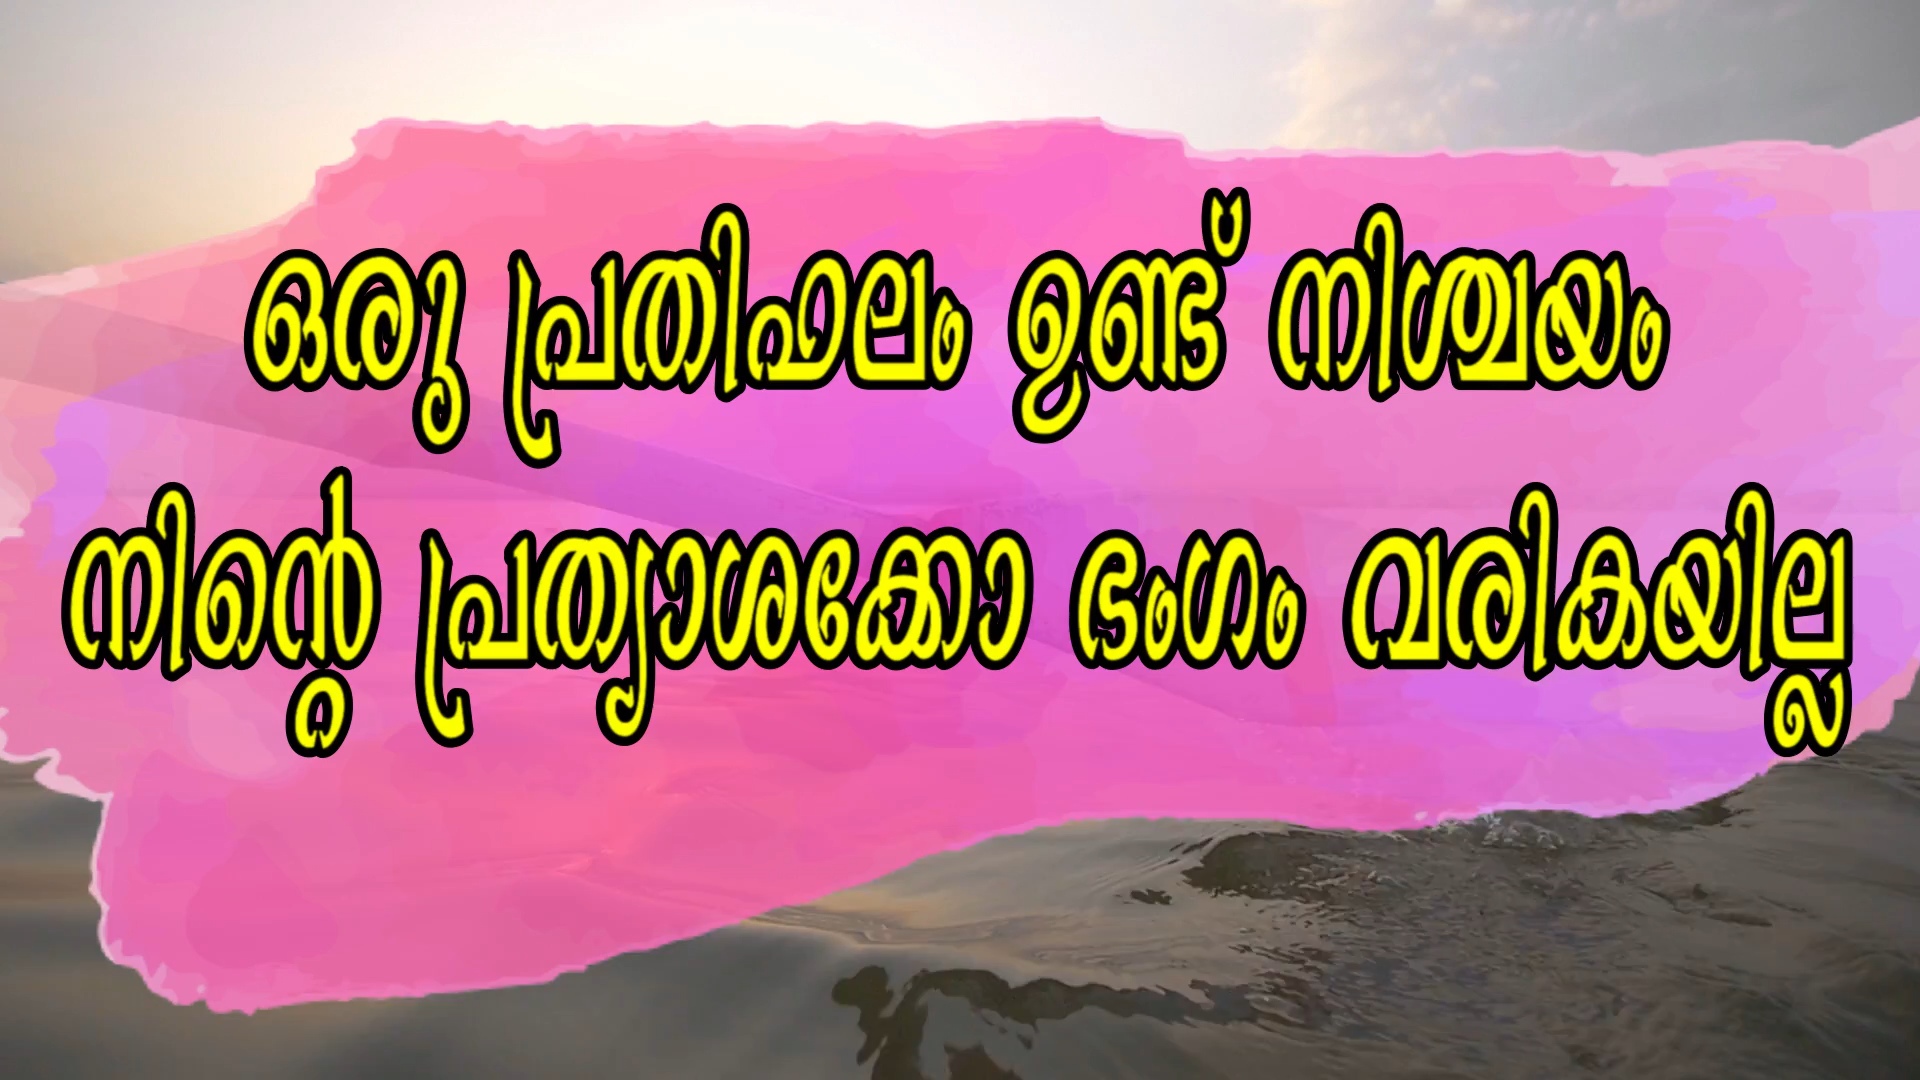 ഒരു പ്രതിഫലം ഉണ്ട് നിശ്ചയം
നിന്റെ പ്രത്യാശക്കോ ഭംഗം വരികയില്ല